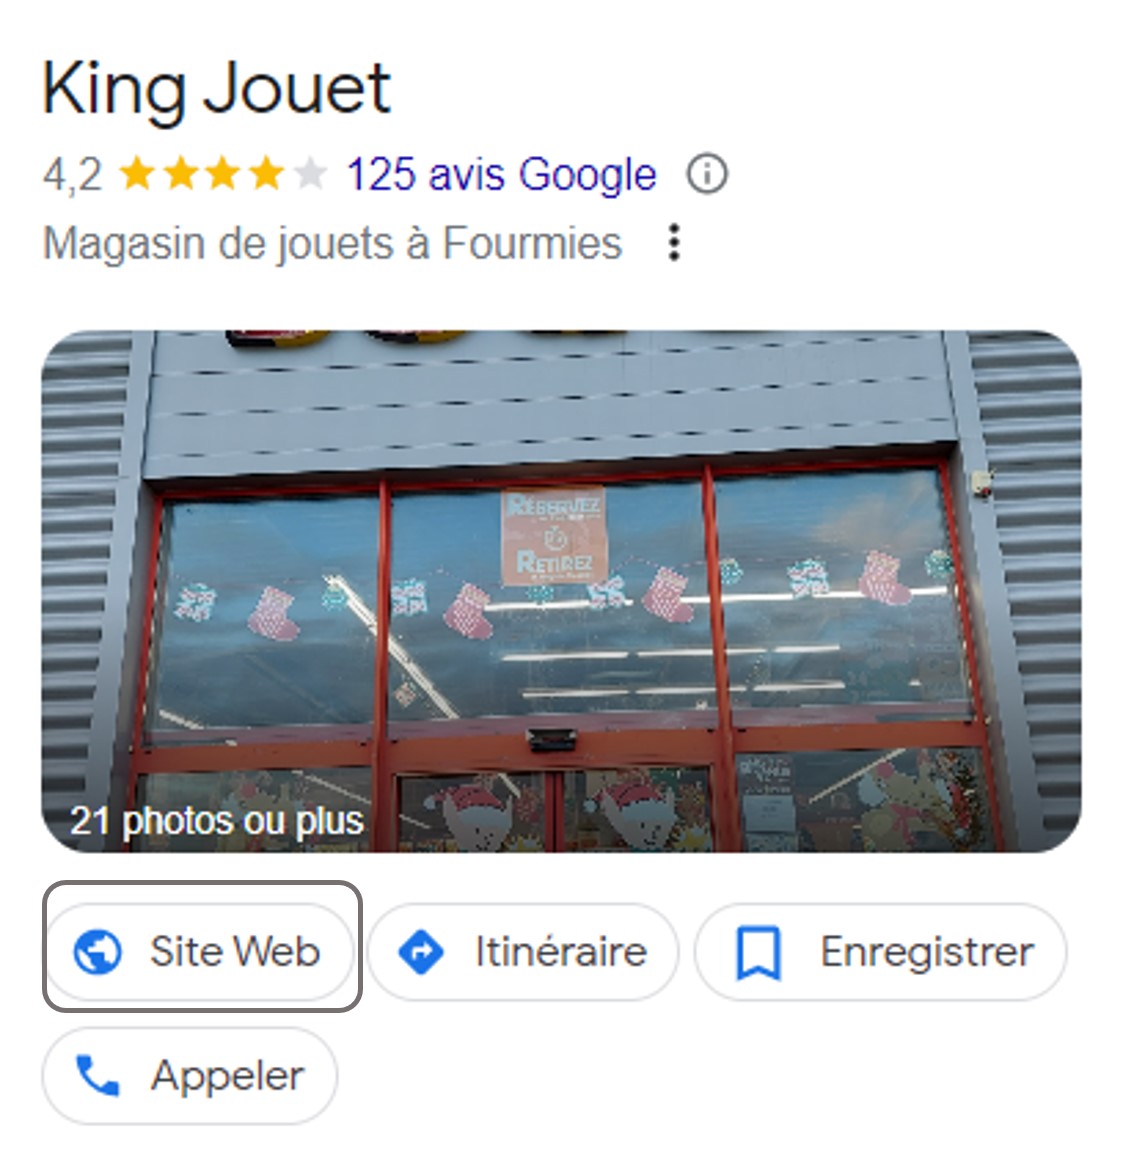 King Jouet
4,2 125 avis Google
Magasin de jouets à Fourmies
RÉSERVEZ
RETIREZ
21 photos ou plus
Site Web Itinéraire Enregistrer
Appeler